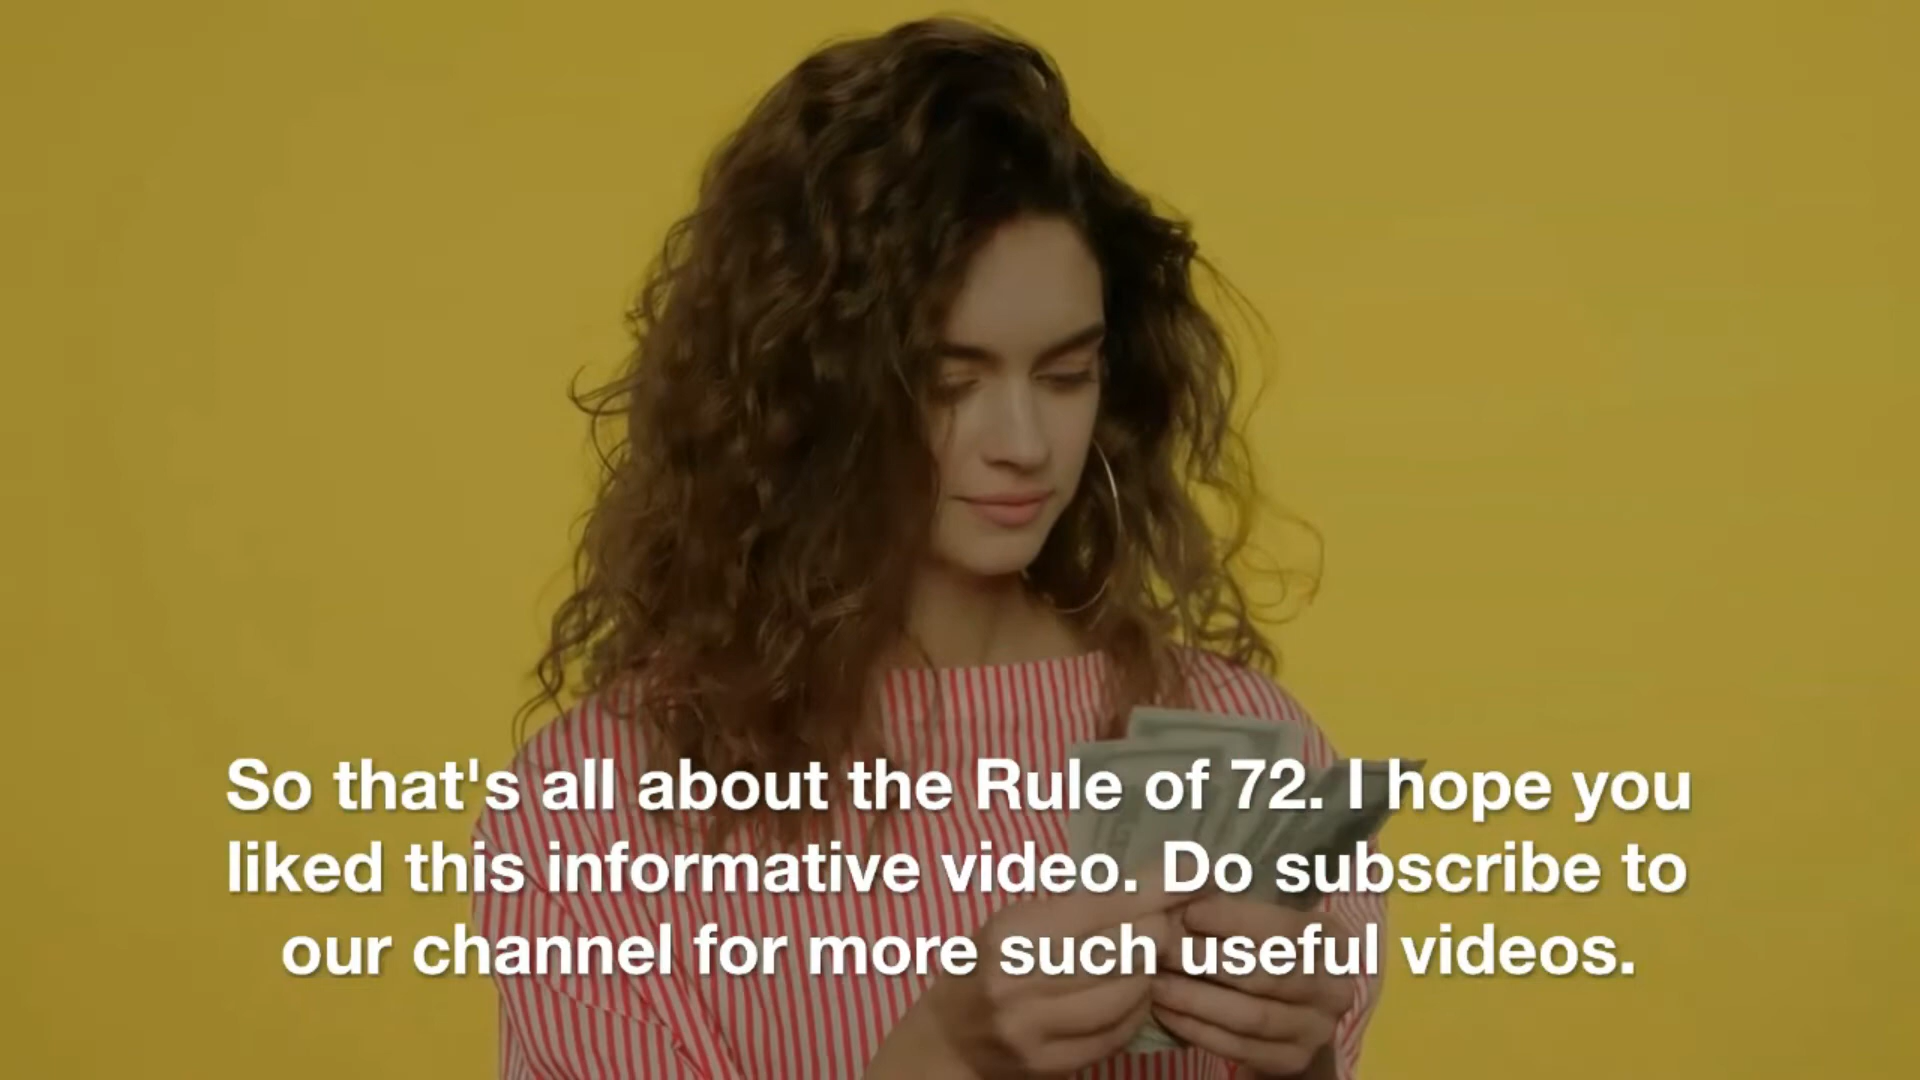 So that's all about the Rule of 72. I hope you
liked this informative video. Do subscribe to
our channel for more such useful videos.